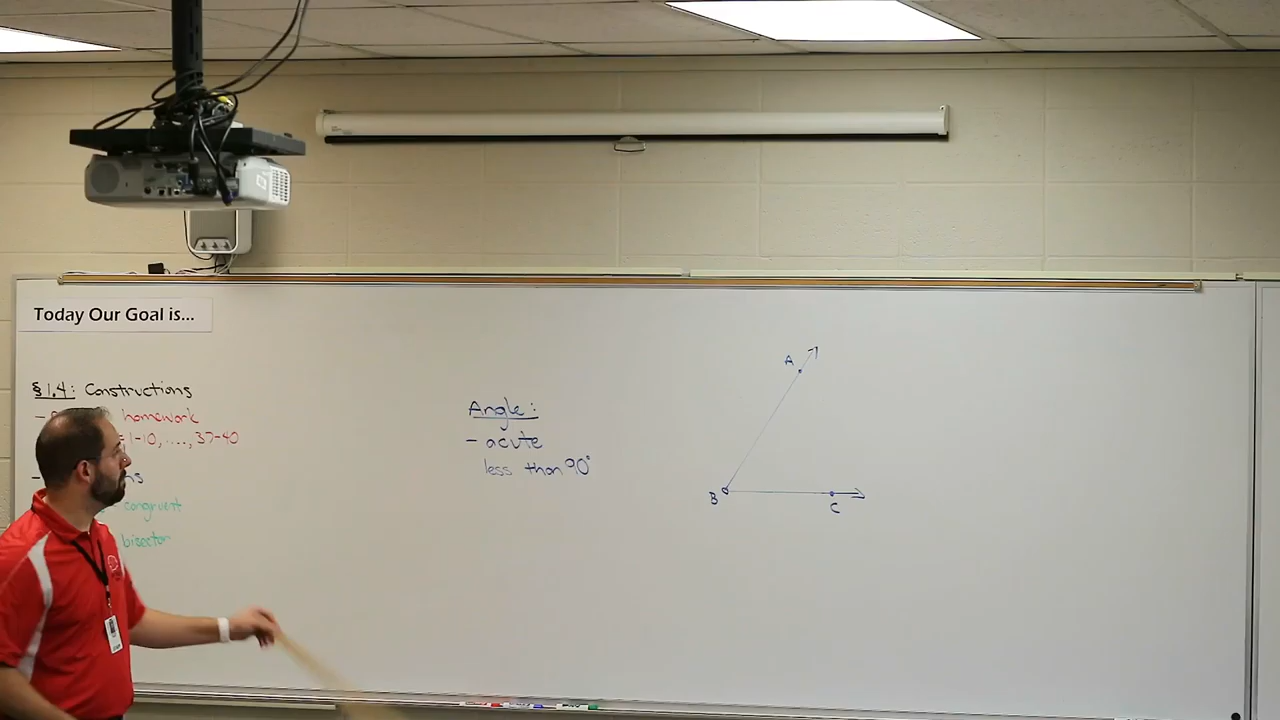 Today Our Goal is...
§1.4: Constructions
homework
1-10, ...., 37-40
congruent
bisector
Angle:
- acute
less than 90°
A
B
C